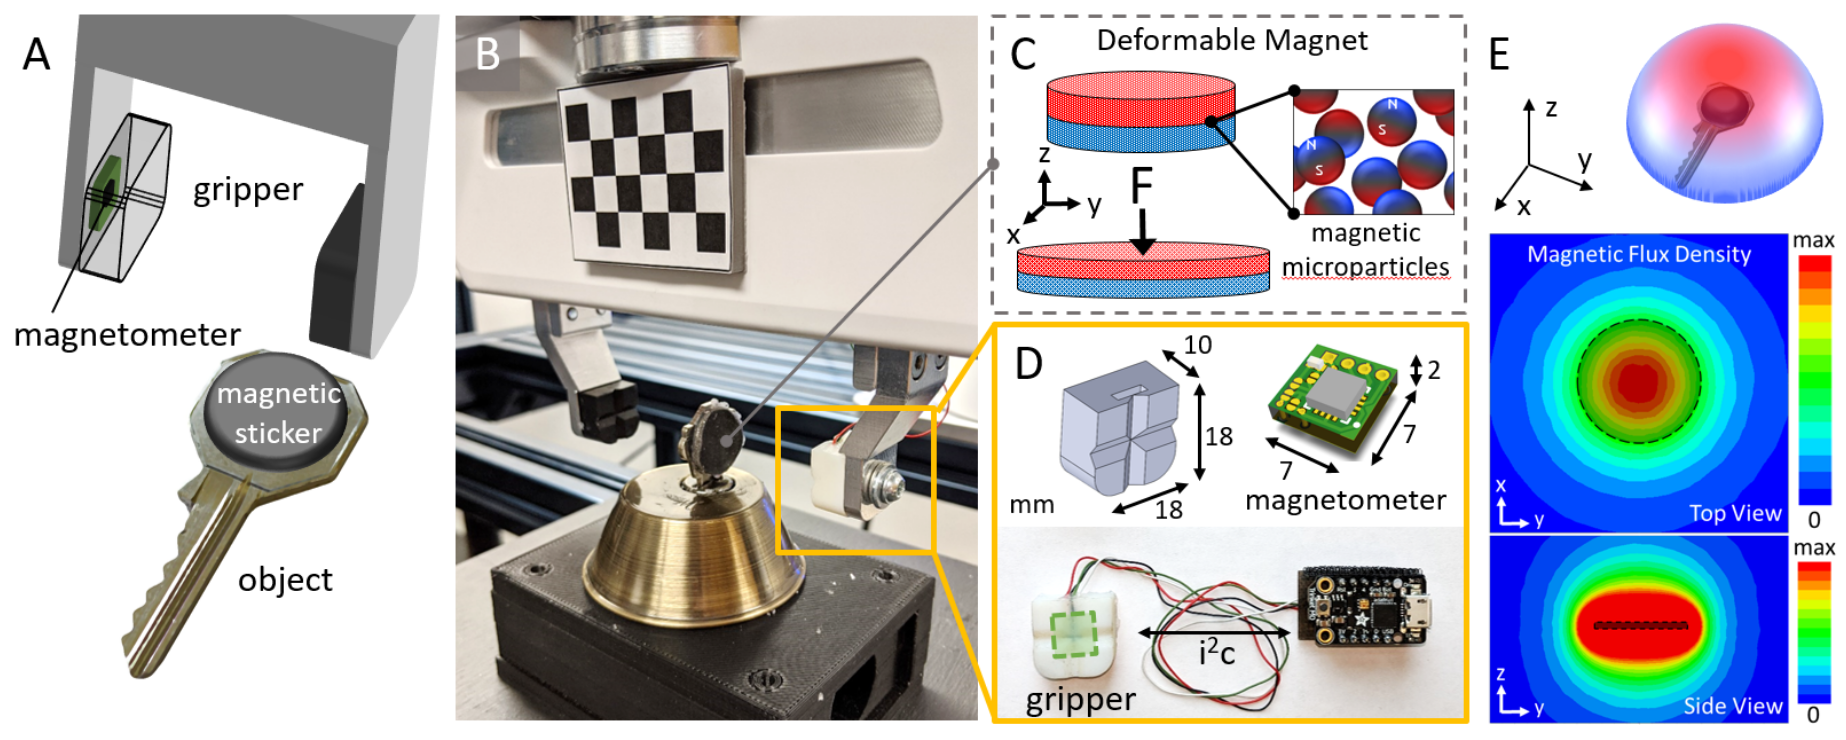 A
gripper
magnetometer
magnetic
sticker
object
B
C
Deformable Magnet
N
S
N
S
z
y
x
F
magnetic
microparticles
D
10
18
18
mm
2
7
7
magnetometer
i²c
gripper
E
z
y
x
Magnetic Flux Density
max
x
y
Top View
0
max
z
y
Side View
0